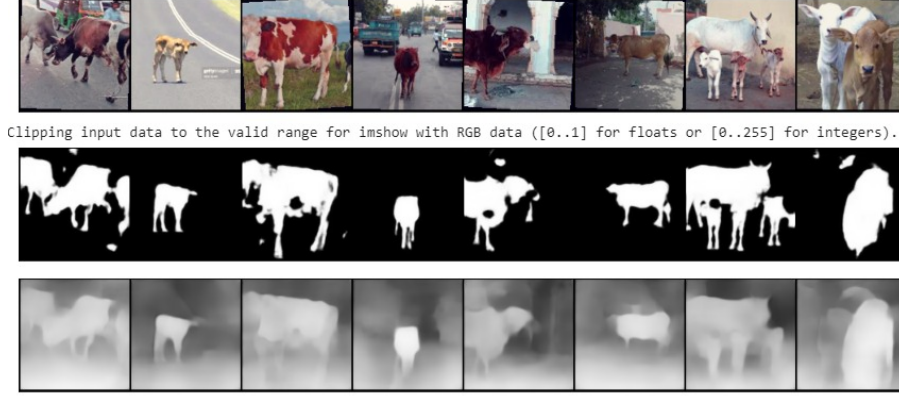 Clipping input data to the valid range for imshow with RGB data ([0..1] for floats or [0..255] for integers).